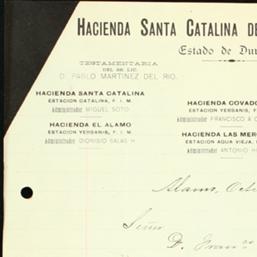 HACIENDA SANTA CATALINA DE
Estado de Dur
TESTAMENTARIA
DEL SR. LIC.
D. PABLO MARTINEZ DEL RIO.
HACIENDA SANTA CATALINA
ESTACION CATALINA, F. I. M.
Administrador MIGUEL SOTO
HACIENDA EL ALAMO
ESTACION YERBANIS, F. I. M.
Administrador DIONISIO SALAS H
HACIENDA COVADO
ESTACION YERBANIS, F
Administrador FRANCISCO A
HACIENDA LAS MER
ESTACION AGUA VIEJA,
Administrador ANTONIO H
Alamo, Octu
Señor
D. Franco